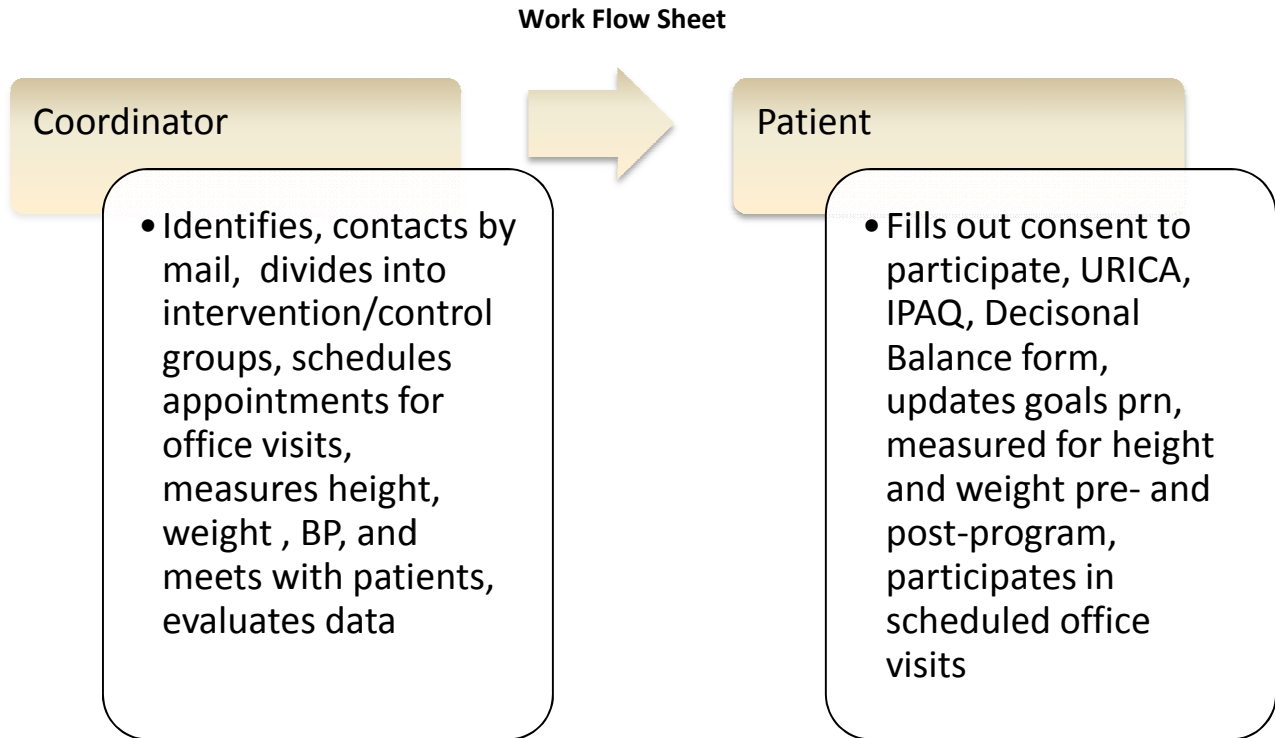 Work Flow Sheet
Coordinator
• Identifies, contacts by
mail,  divides into
intervention/control
groups, schedules
appointments for
office visits,
measures height,
weight , BP, and
meets with patients,
evaluates data
Patient
• Fills out consent to
participate, URICA,
IPAQ, Decisonal
Balance form,
updates goals prn,
measured for height
and weight pre- and
post-program,
participates in
scheduled office
visits